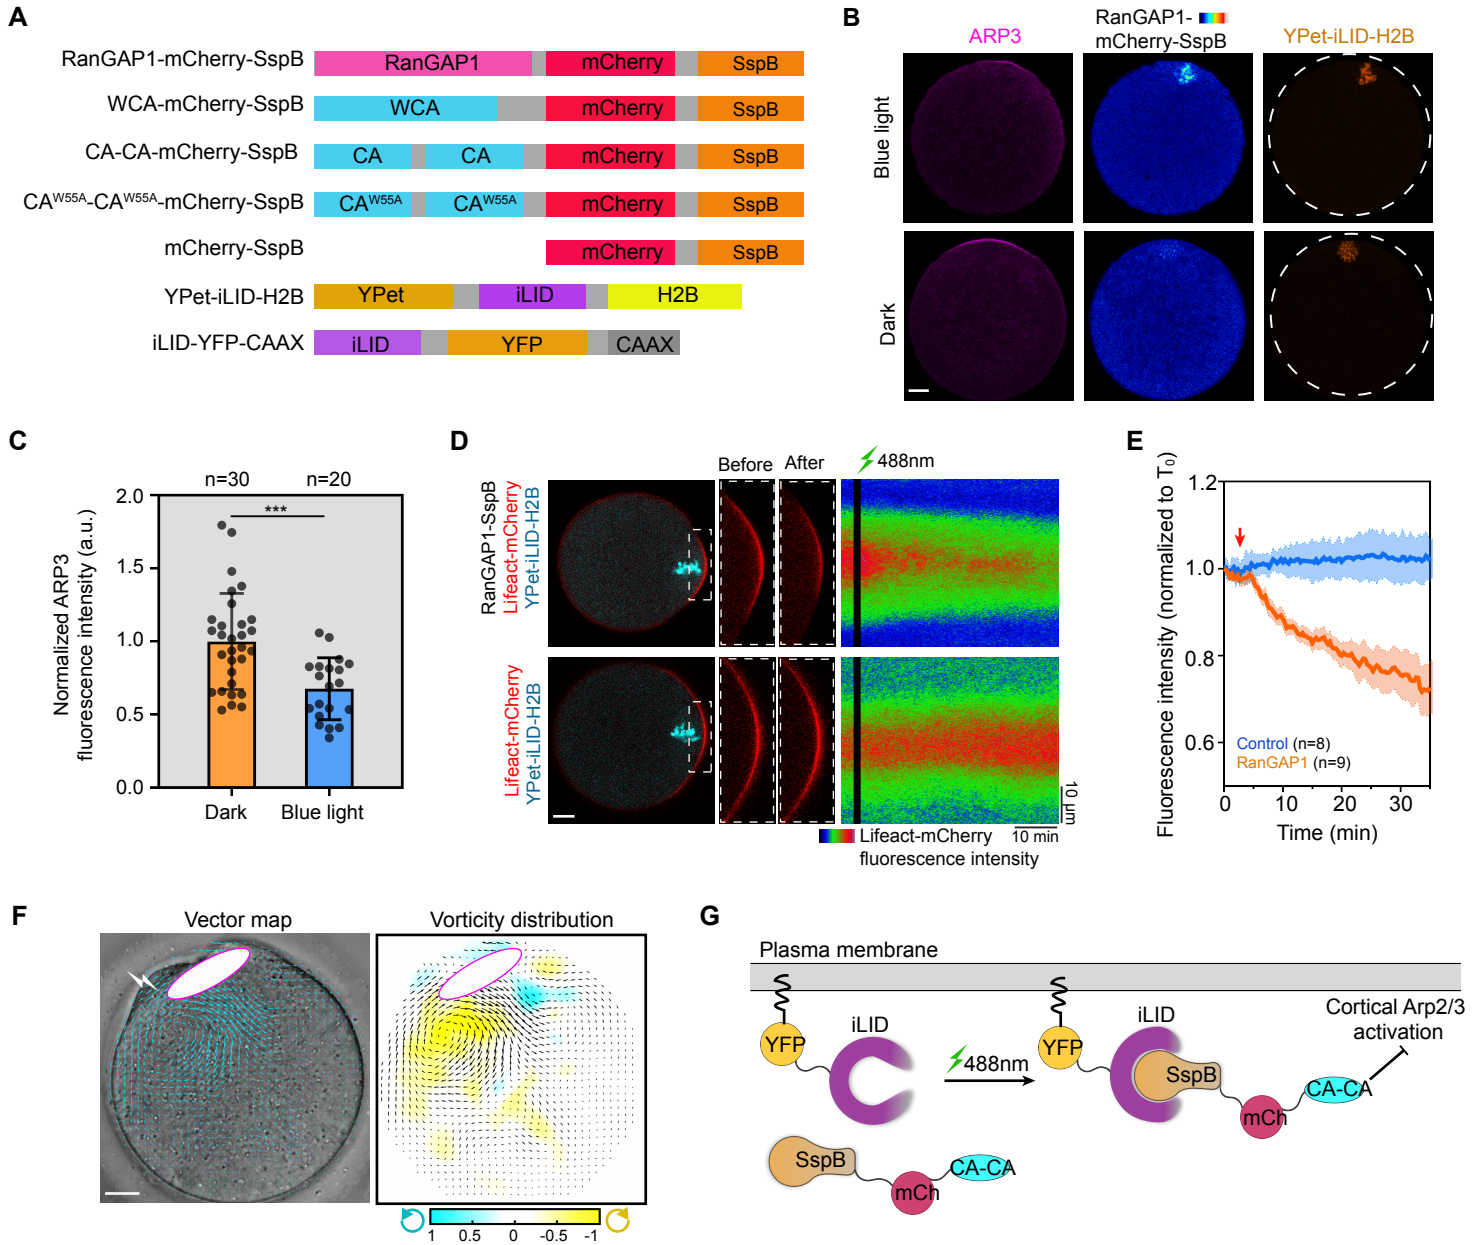 A
RanGAP1-mCherry-SspB
RanGAP1
mCherry
SspB
WCA-mCherry-SspB
WCA
mCherry
SspB
CA-CA-mCherry-SspB
CA
CA
mCherry
SspB
CAW55A-CAW55A-mCherry-SspB
CAW55A
CAW55A
mCherry
SspB
mCherry-SspB
mCherry
SspB
YPet-iLID-H2B
YPet
iLID
H2B
iLID-YFP-CAAX
iLID
YFP
CAAX
B
ARP3
RanGAP1-
mCherry-SspB
YPet-iLID-H2B
Blue light
Dark
C
n=30
n=20
***
Normalized ARP3
fluorescence intensity (a.u.)
2.0
1.5
1.0
0.5
0.0
Dark
Blue light
D
RanGAP1-SspB
Lifeact-mCherry
YPet-iLID-H2B
Before
After
488nm
Lifeact-mCherry
YPet-iLID-H2B
10 μm
10 min
Lifeact-mCherry
fluorescence intensity
E
Fluorescence intensity (normalized to T0)
1.2
1.0
0.8
0.6
Control (n=8)
RanGAP1 (n=9)
0
10
20
30
Time (min)
F
Vector map
Vorticity distribution
1
0.5
0
-0.5
-1
G
Plasma membrane
YFP
iLID
488nm
YFP
iLID
SspB
mCh
CA-CA
Cortical Arp2/3
activation
SspB
mCh
CA-CA